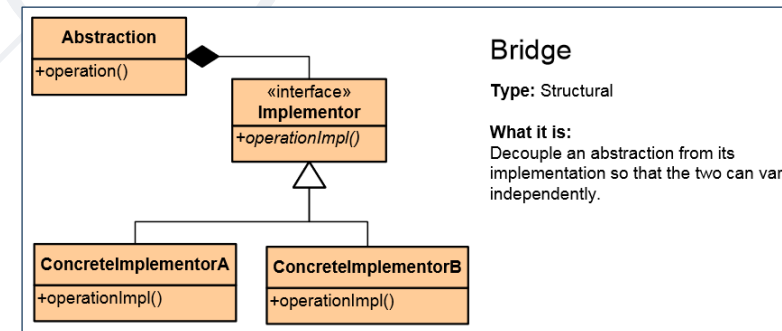 Abstraction
+operation()
«interface»
Implementor
+operationImpl()
ConcreteImplementorA
+operationImpl()
ConcreteImplementorB
+operationImpl()
Bridge
Type: Structural
What it is:
Decouple an abstraction from its
implementation so that the two can var
independently.